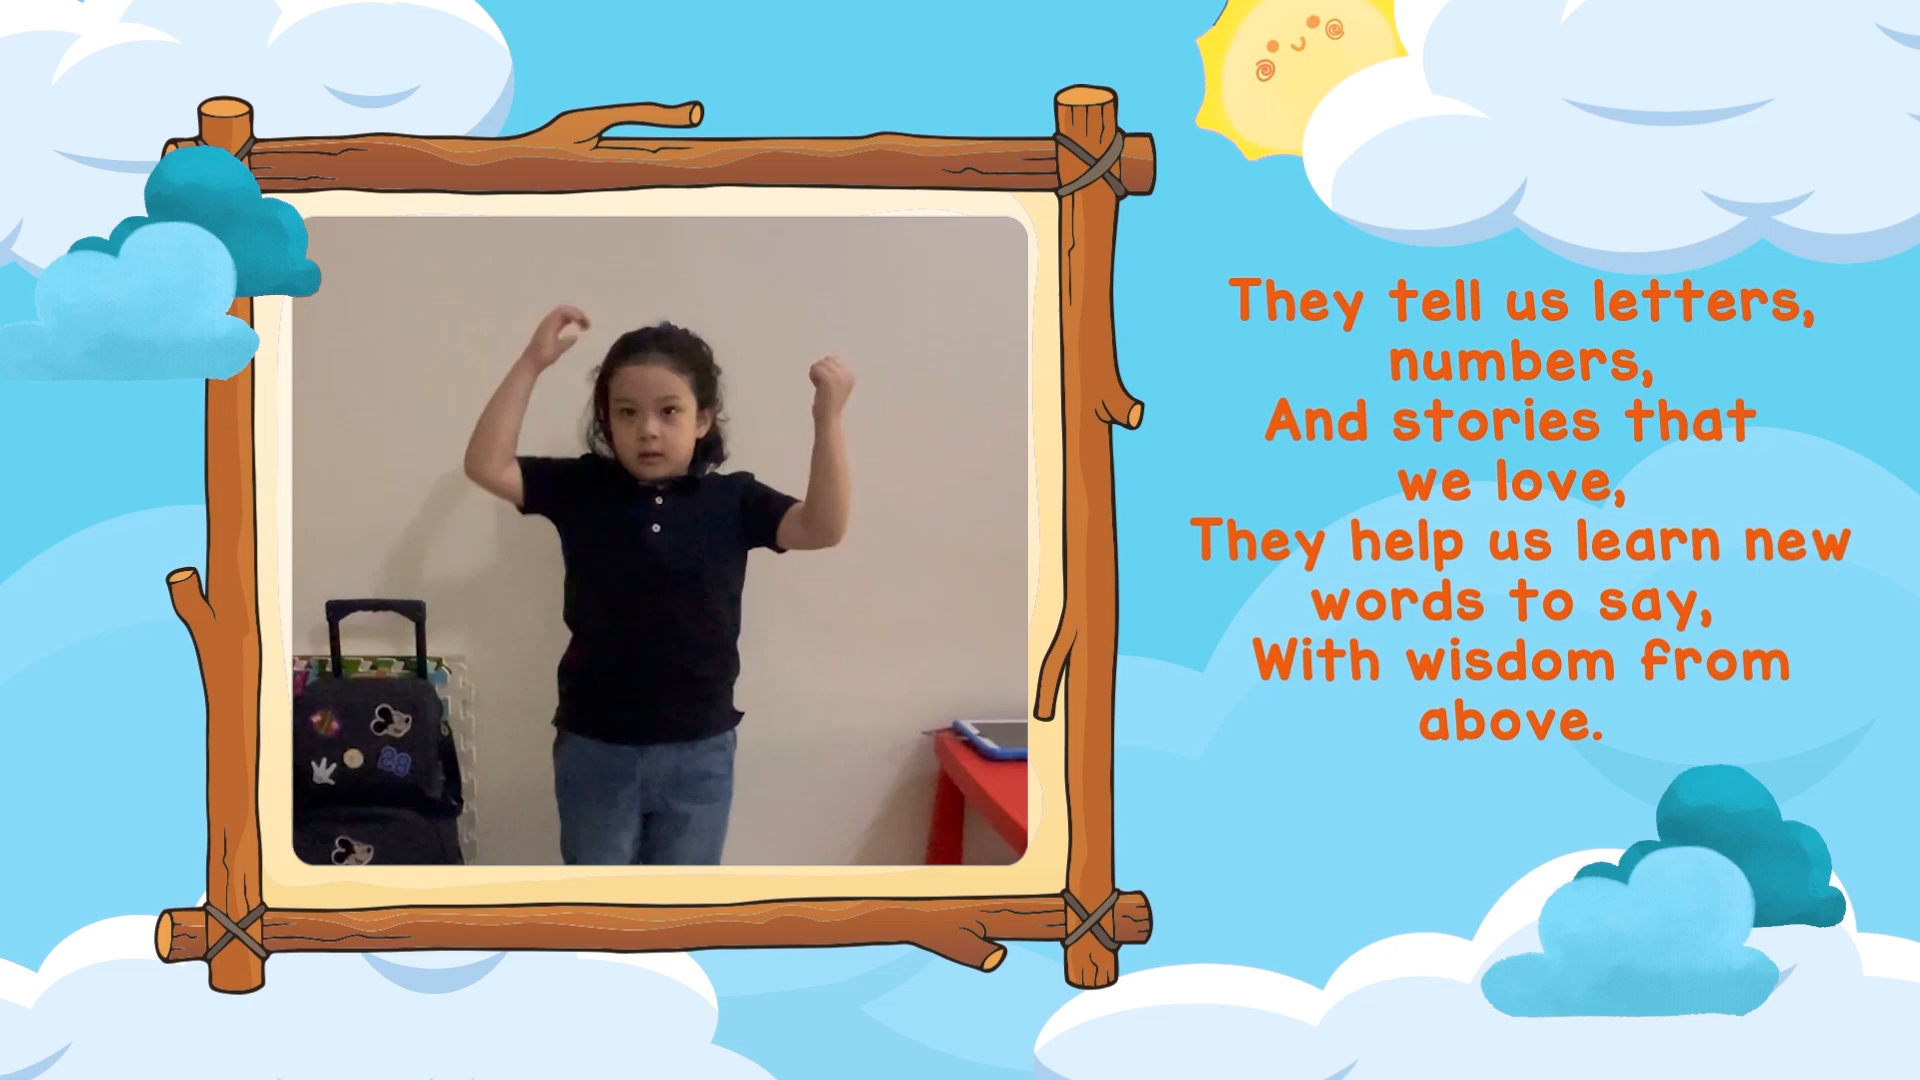 They tell us letters,
numbers,
And stories that
we love,
They help us learn new
words to say,
With wisdom from
above.
28